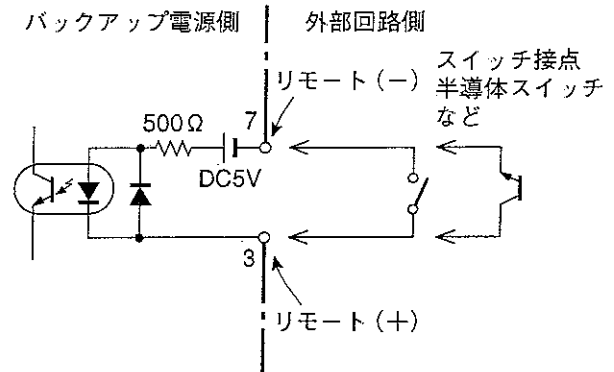 バックアップ電源側
外部回路側
スイッチ接点
半導体スイッチ
など
リモート(－)
7
500Ω
DC5V
3
リモート(＋)